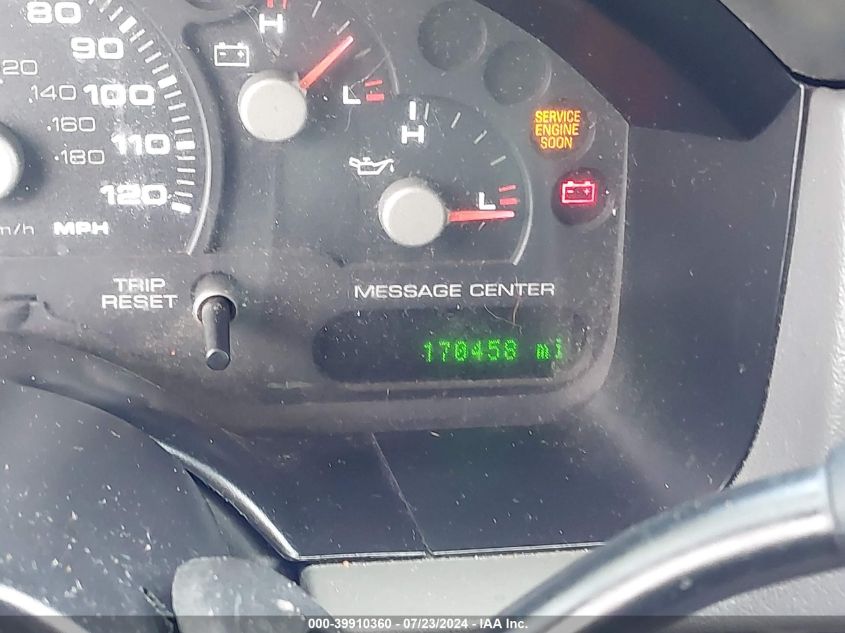 80
90
100
110
120
120
140
160
180
km/h
MPH
H
L
H
L
SERVICE
ENGINE
SOON
TRIP
RESET
MESSAGE CENTER
170458 mi
000-39910360 - 07/23/2024 - IAA Inc.